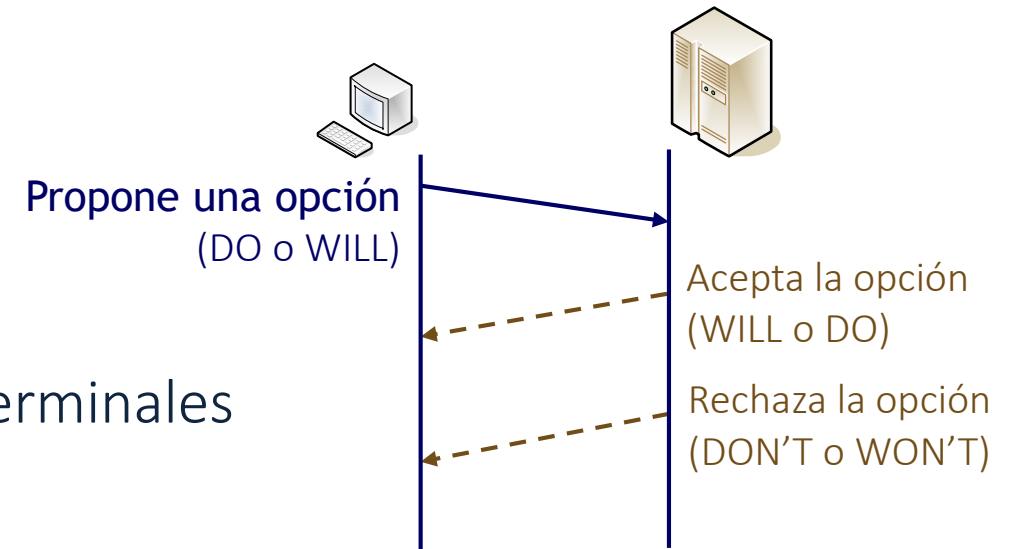 Propone una opción
(DO o WILL)
Acepta la opción
(WILL o DO)
erminales
Rechaza la opción
(DON’T o WON’T)